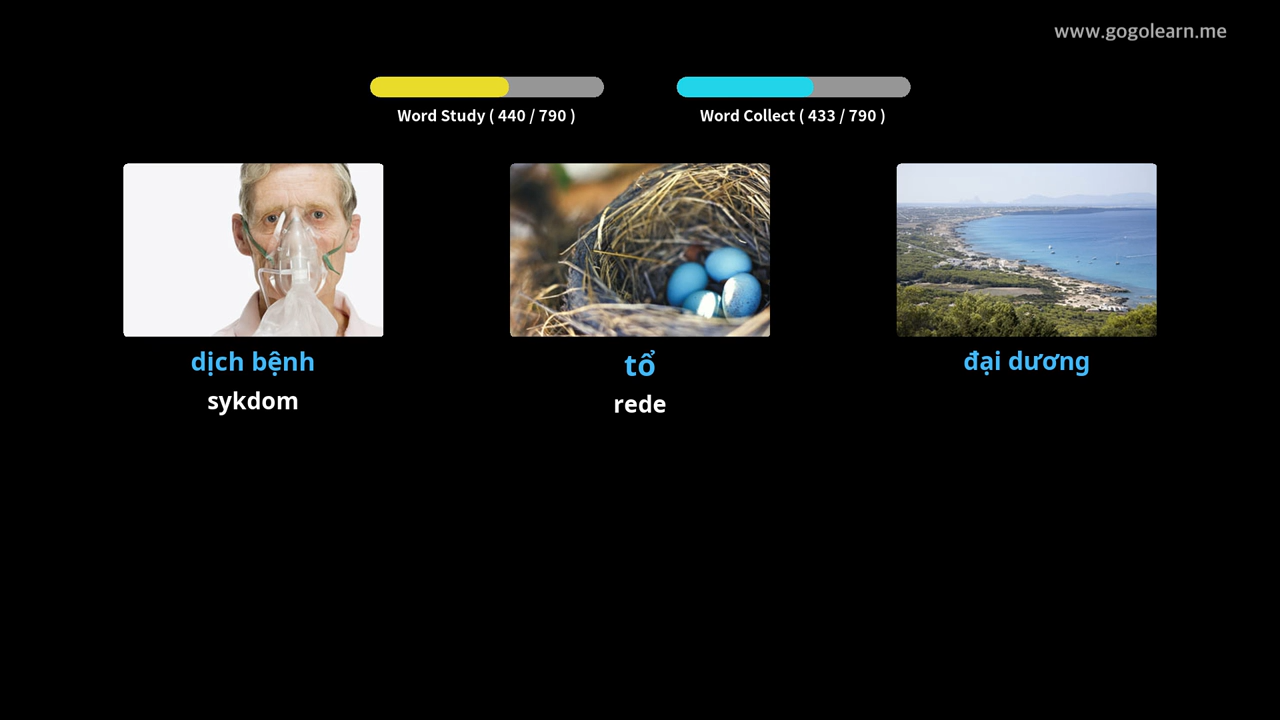 www.gogolearn.me
Word Study ( 440 / 790 )
Word Collect ( 433 / 790 )
dịch bệnh
sykdom
tổ
rede
đại dương